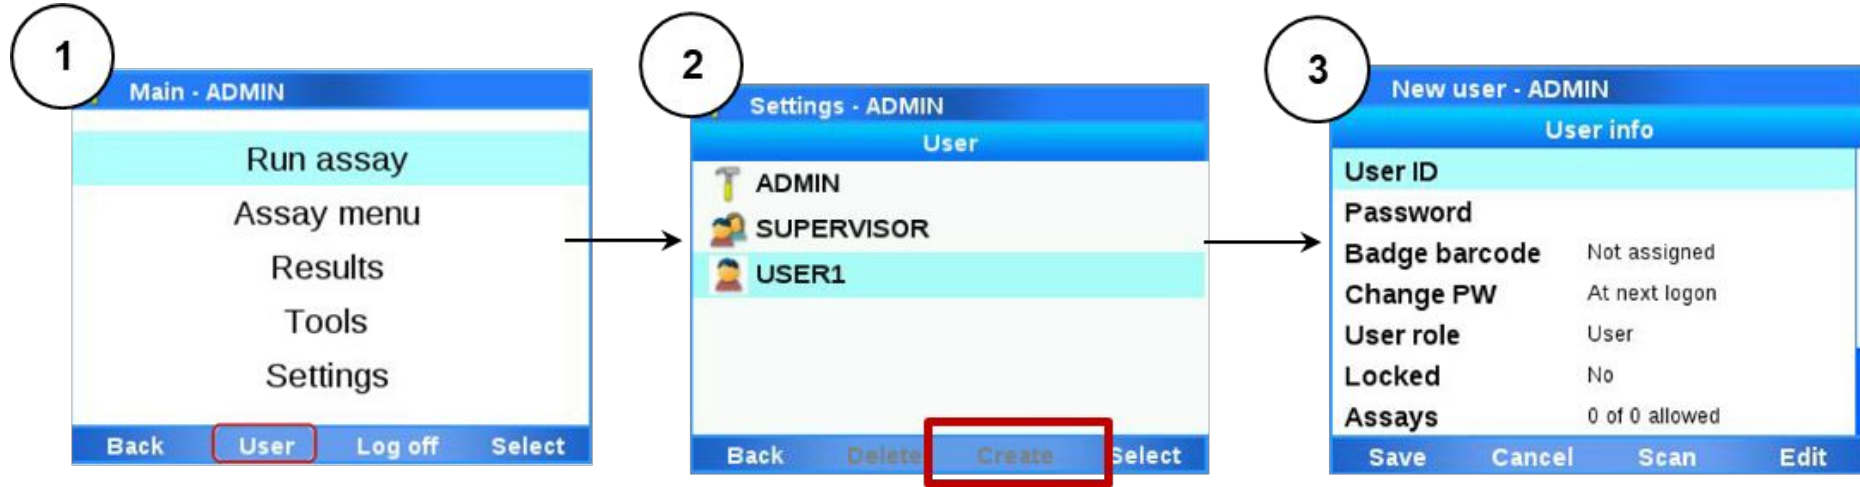 1
Main - ADMIN
Run assay
Assay menu
Results
Tools
Settings
Back User Log off Select
2
Settings - ADMIN
User
ADMIN
SUPERVISOR
USER1
Back Delete Create Select
3
New user - ADMIN
User info
User ID
Password
Badge barcode Not assigned
Change PW At next logon
User role User
Locked No
Assays 0 of 0 allowed
Save Cancel Scan Edit